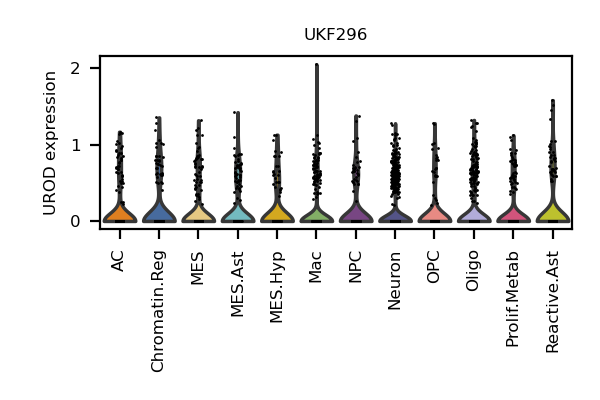 UKF296
UROD expression
2
1
0
AC
Chromatin.Reg
MES
MES.Ast
MES.Hyp
Mac
NPC
Neuron
OPC
Oligo
Prolif.Metab
Reactive.Ast